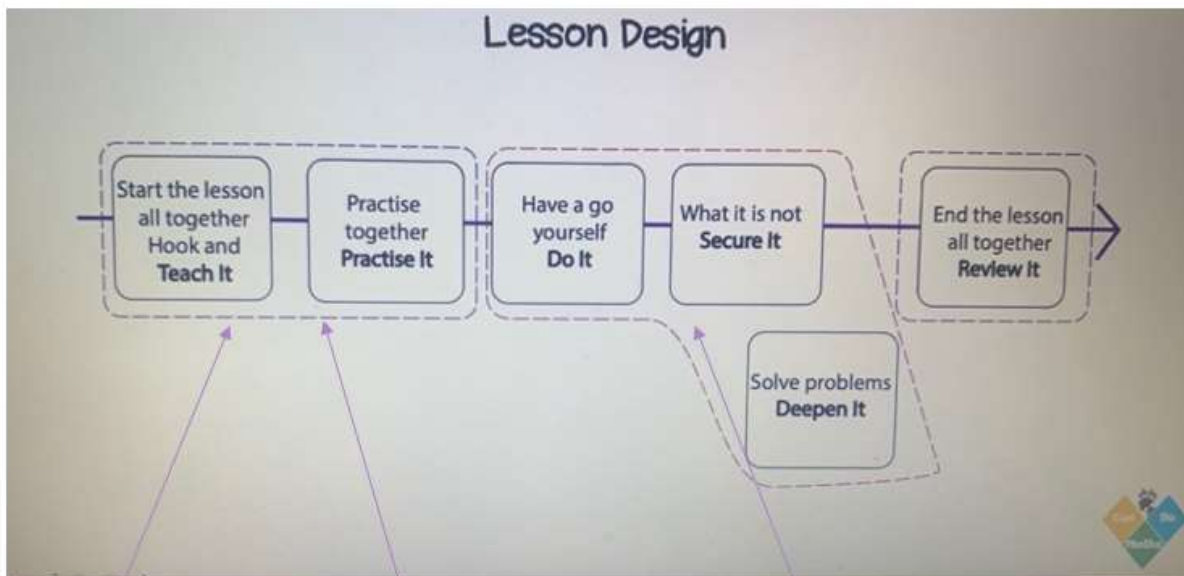 Lesson Design
Start the lesson
all together
Hook and
Teach It
Practise
together
Practise It
Have a go
yourself
Do It
What it is not
Secure It
Solve problems
Deepen It
End the lesson
all together
Review It